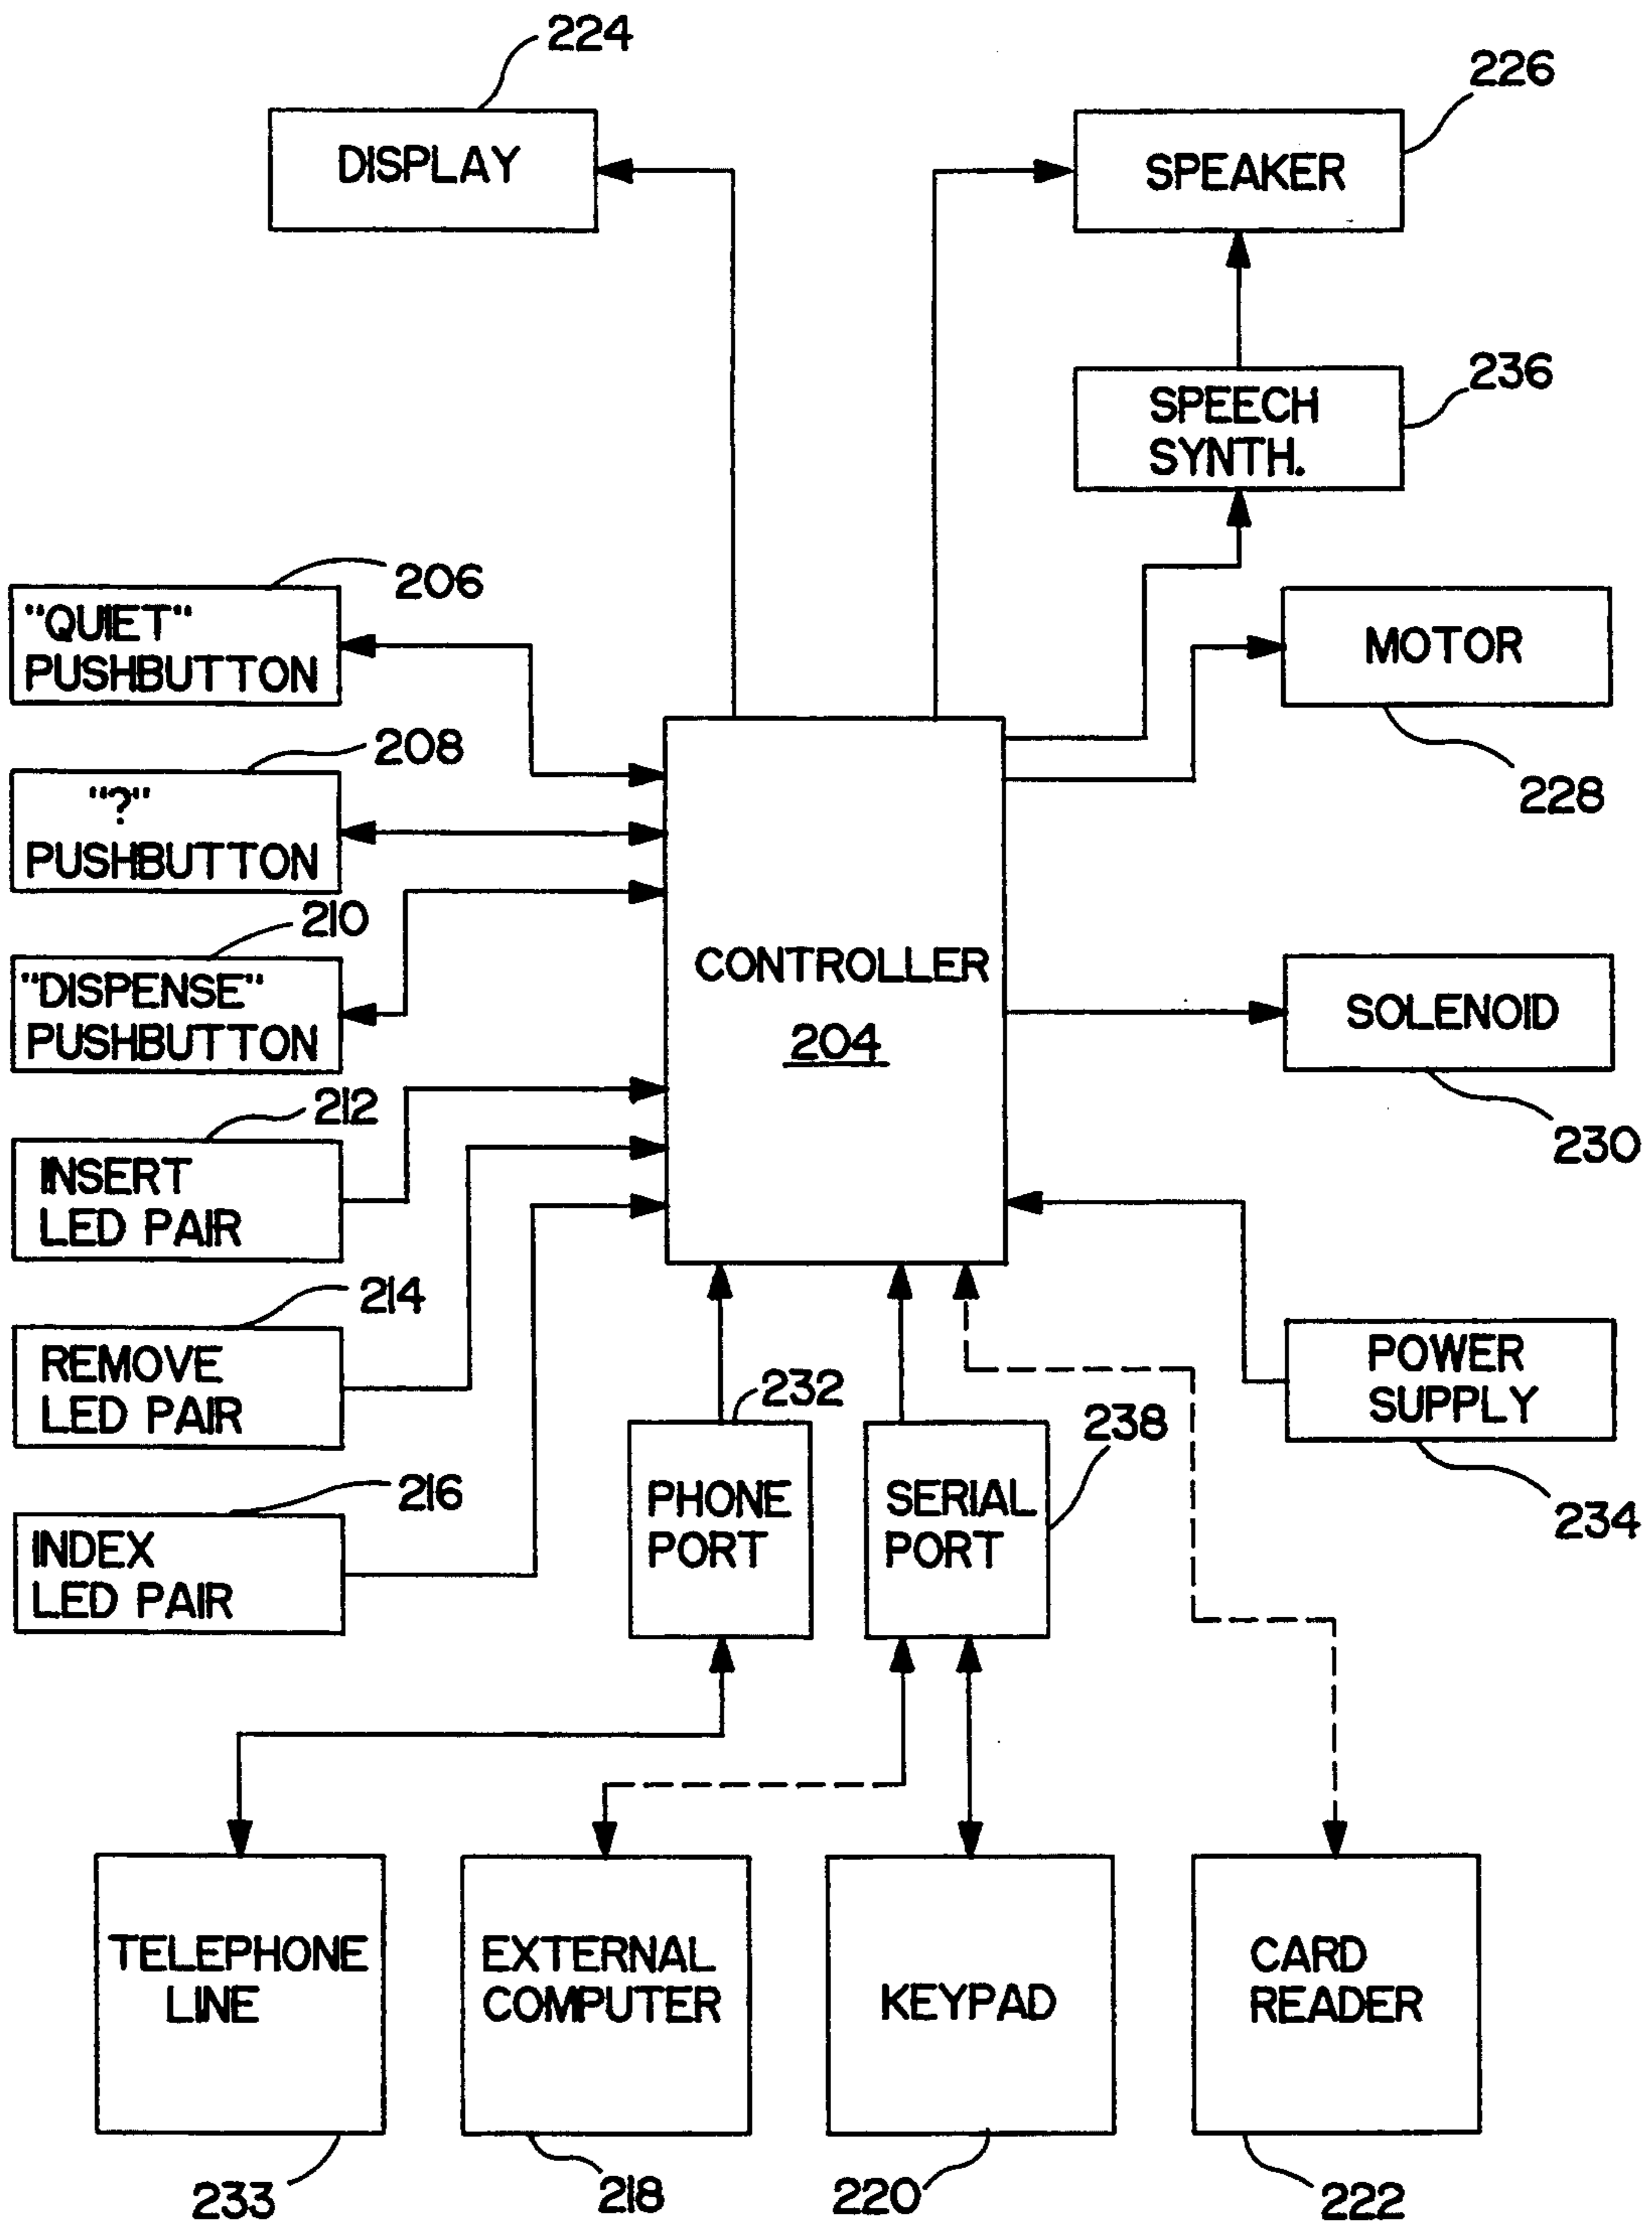 224
DISPLAY
226
SPEAKER
236
SPEECH
SYNTH.
206
"QUIET"
PUSHBUTTON
MOTOR
228
208
"?"
PUSHBUTTON
210
"DISPENSE"
PUSHBUTTON
CONTROLLER
204
SOLENOID
230
212
INSERT
LED PAIR
214
REMOVE
LED PAIR
POWER
SUPPLY
234
216
INDEX
LED PAIR
232
PHONE
PORT
238
SERIAL
PORT
TELEPHONE
LINE
233
EXTERNAL
COMPUTER
218
KEYPAD
220
CARD
READER
222